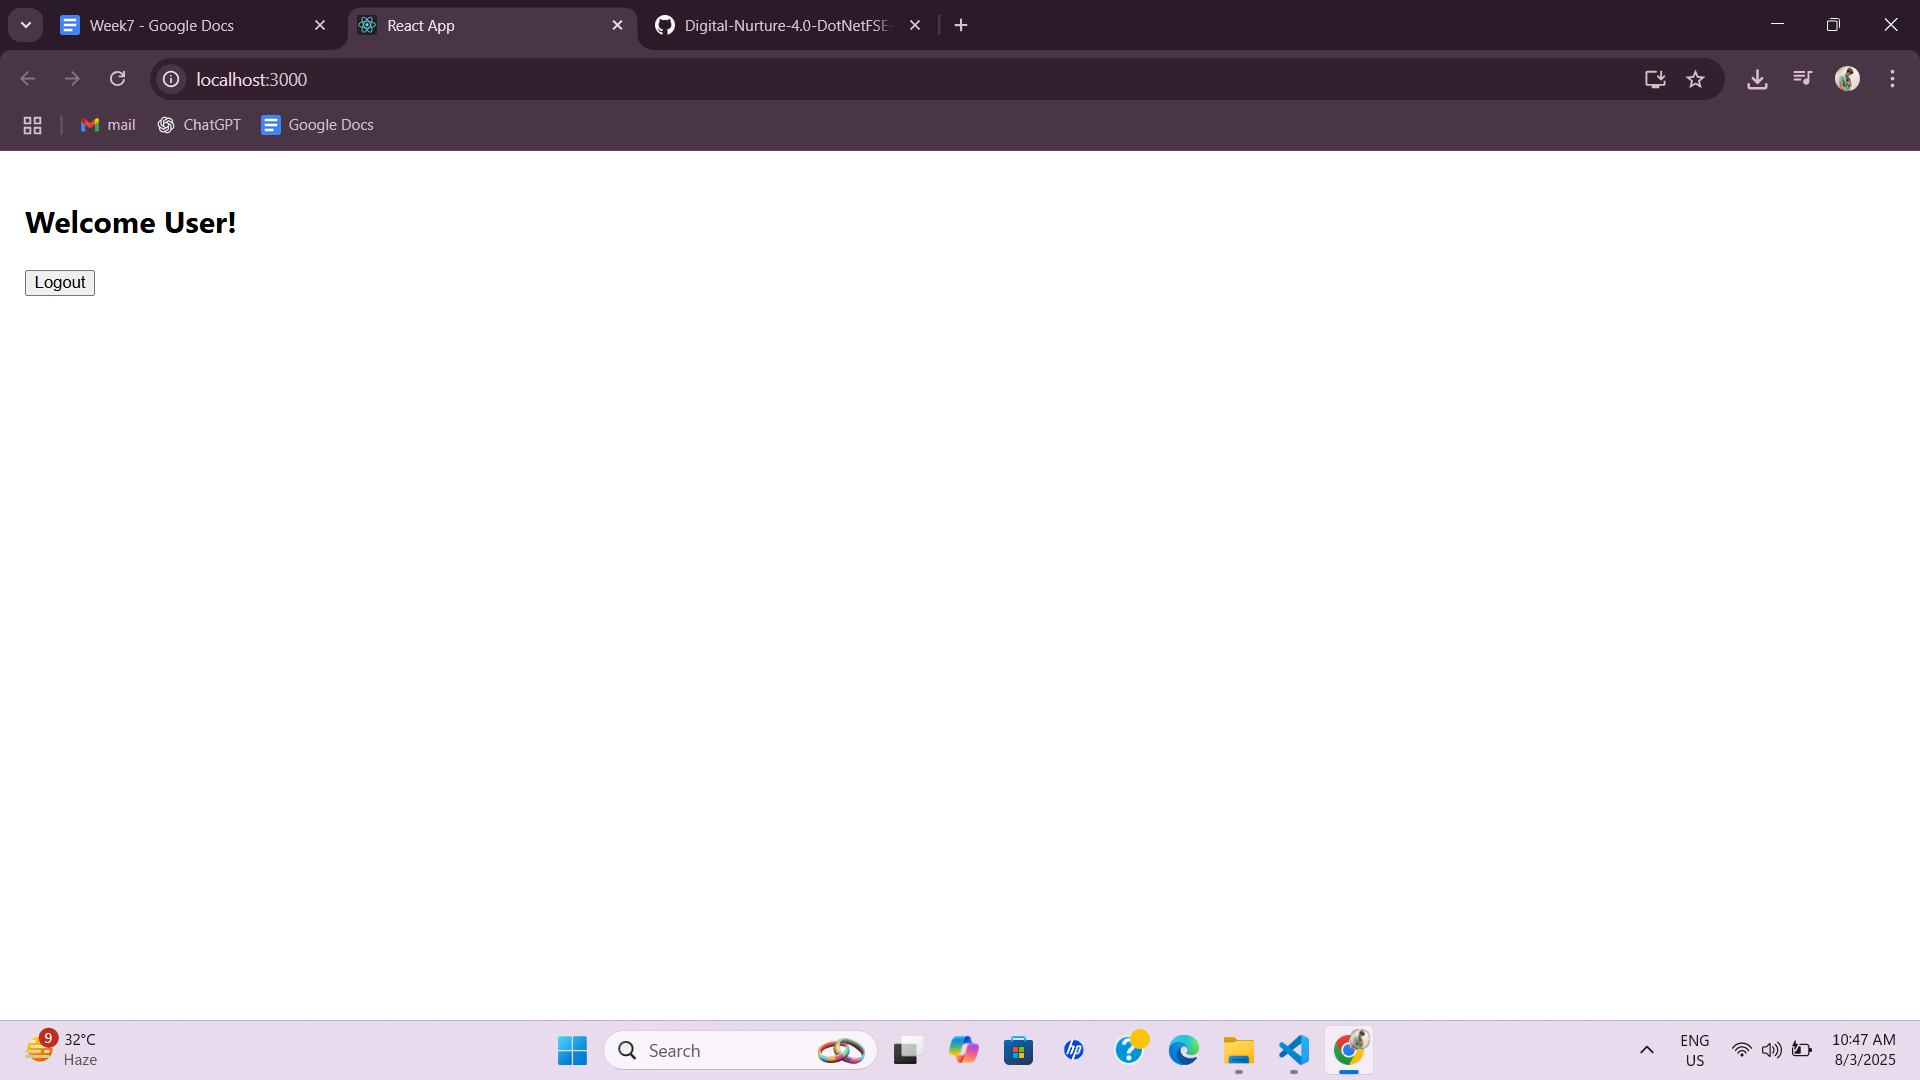 Week7 - Google Docs
React App
Digital-Nurture-4.0-DotNetFSE-
localhost:3000
mail
ChatGPT
Google Docs
Welcome User!
Logout
9
32°C
Haze
Search
hp
ENG
US
10:47 AM
8/3/2025